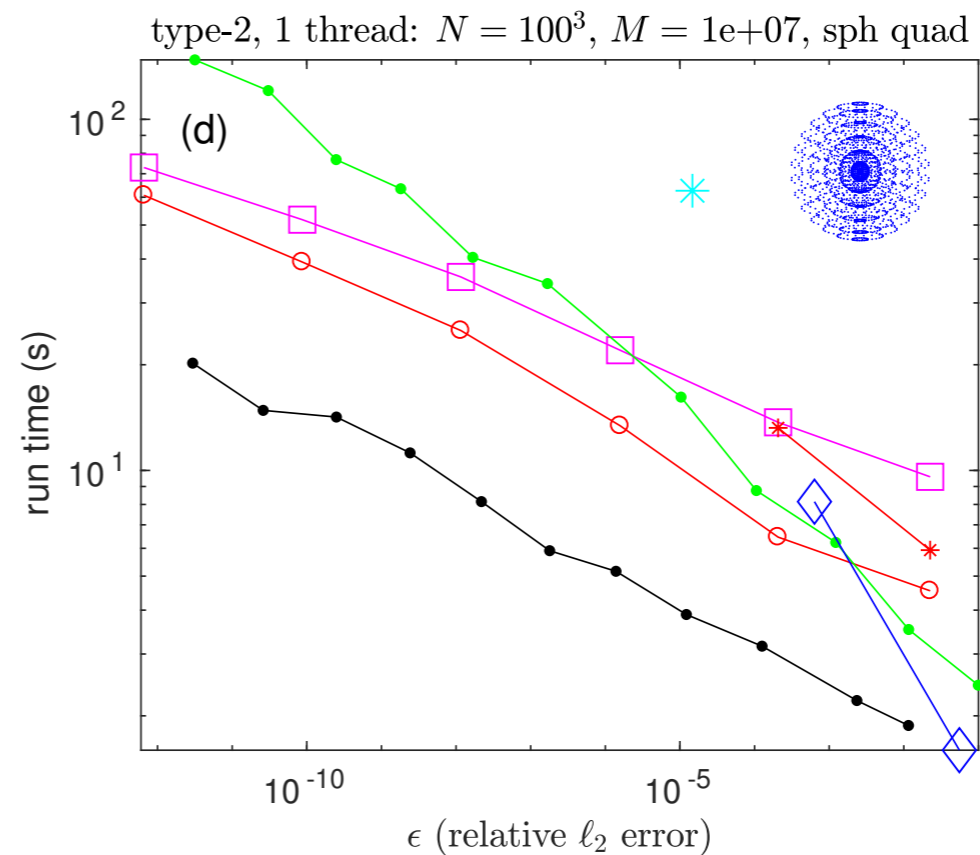 type-2, 1 thread: N = 100³, M = 1e+07, sph quad
(d)
10²
10¹
run time (s)
10⁻¹⁰ 10⁻⁵
ϵ (relative ℓ₂ error)